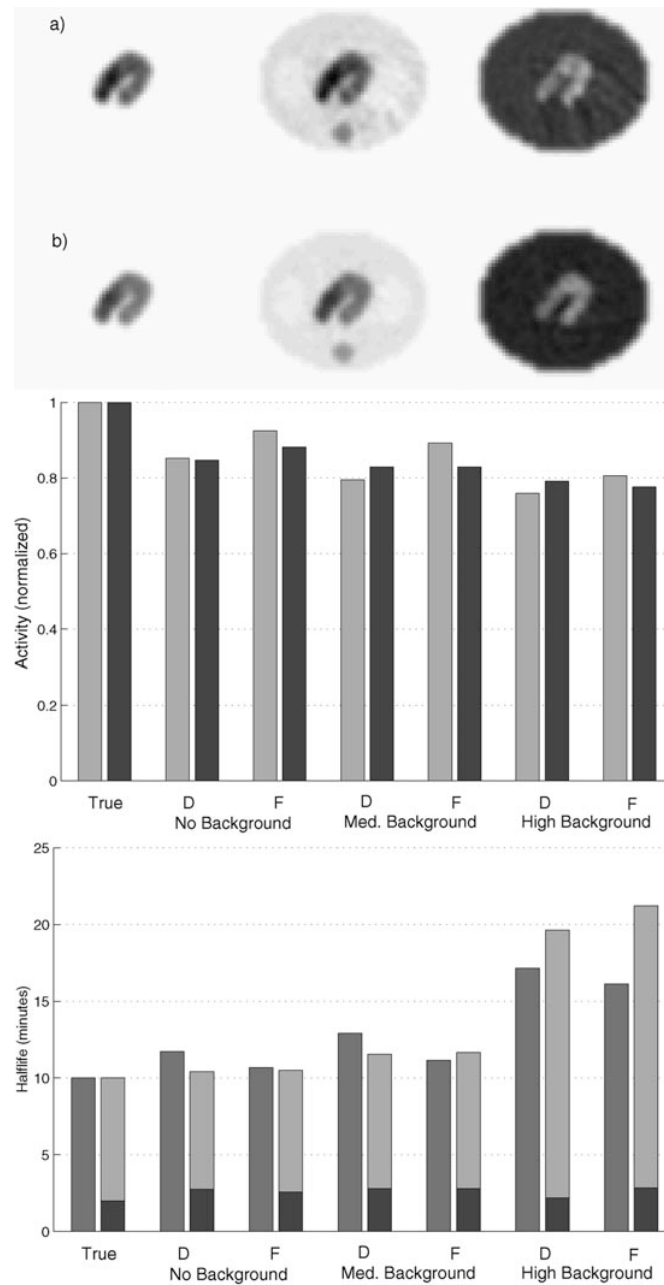 a)
b)
1
0.8
0.6
0.4
0.2
0
Activity (normalized)
True D F D F D F
No Background Med. Background High Background
25
20
15
10
5
0
Halflife (minutes)
True D F D F D F
No Background Med. Background High Background